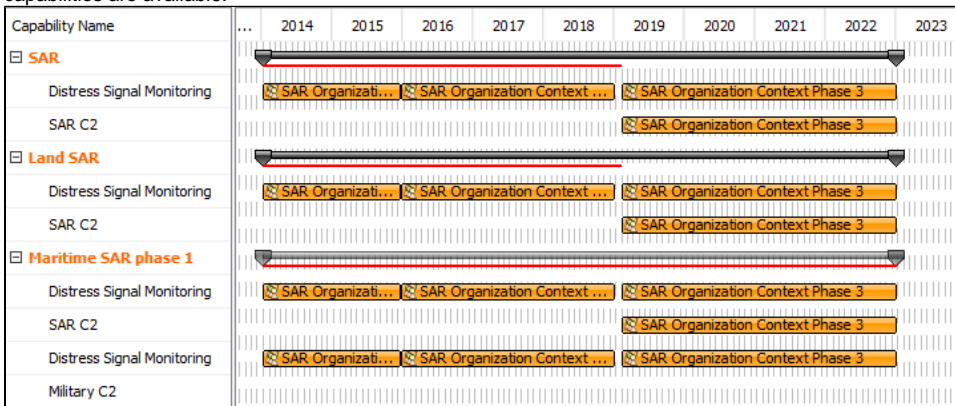 capabilities are available.
Capability Name ... 2014 2015 2016 2017 2018 2019 2020 2021 2022 2023
SAR
Distress Signal Monitoring SAR Organizati... SAR Organization Context ... SAR Organization Context Phase 3
SAR C2 SAR Organization Context Phase 3
Land SAR
Distress Signal Monitoring SAR Organizati... SAR Organization Context ... SAR Organization Context Phase 3
SAR C2 SAR Organization Context Phase 3
Maritime SAR phase 1
Distress Signal Monitoring SAR Organizati... SAR Organization Context ... SAR Organization Context Phase 3
SAR C2 SAR Organization Context Phase 3
Distress Signal Monitoring SAR Organizati... SAR Organization Context ... SAR Organization Context Phase 3
Military C2